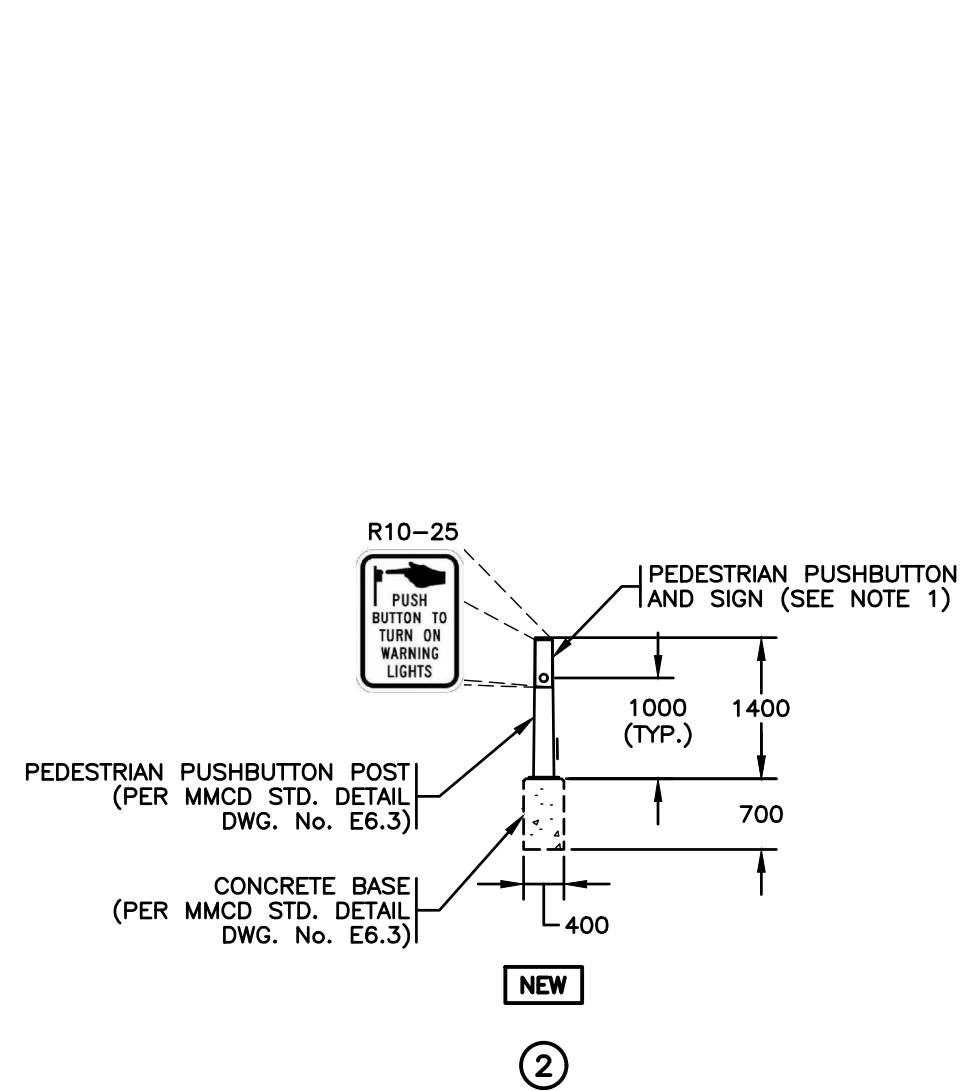 R10-25
PUSH
BUTTON TO
TURN ON
WARNING
LIGHTS
PEDESTRIAN PUSHBUTTON
AND SIGN (SEE NOTE 1)
1000
(TYP.)
1400
PEDESTRIAN PUSHBUTTON POST
(PER MMCD STD. DETAIL
DWG. No. E6.3)
700
CONCRETE BASE
(PER MMCD STD. DETAIL
DWG. No. E6.3)
400
NEW
2